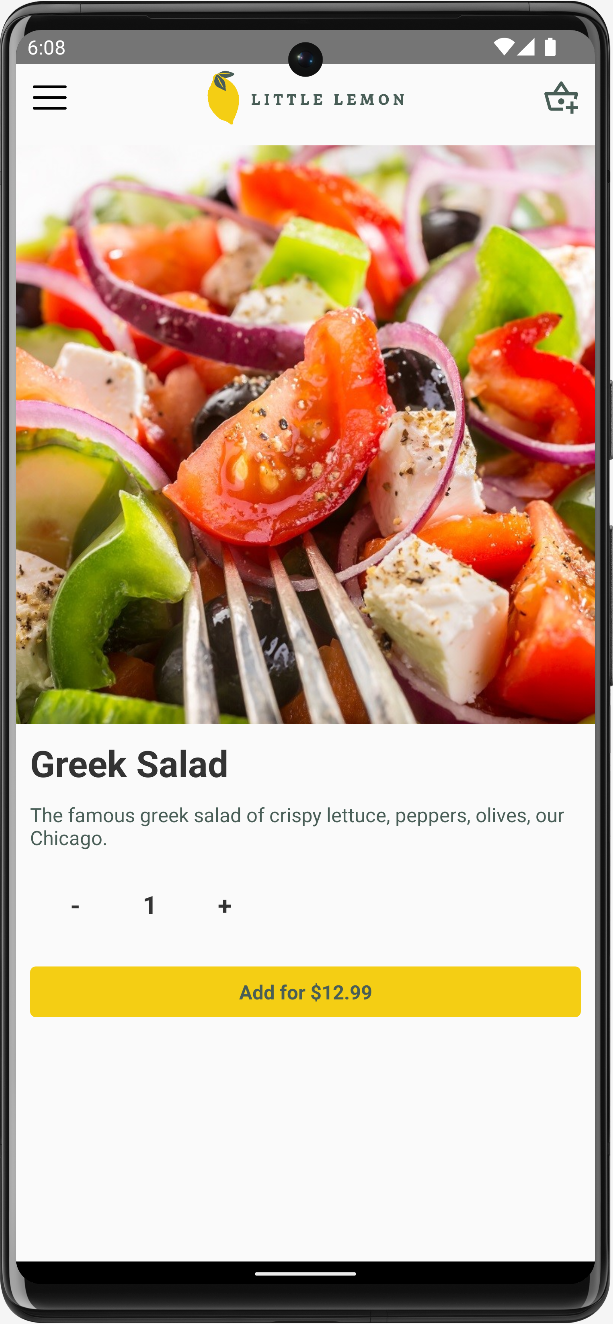 6:08
LITTLE LEMON
Greek Salad
The famous greek salad of crispy lettuce, peppers, olives, our
Chicago.
- 1 +
Add for $12.99